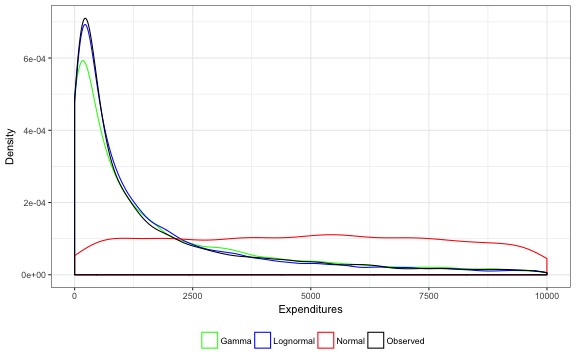 6e-04
4e-04
2e-04
0e+00
Density
0 2500 5000 7500 10000
Expenditures
Gamma Lognormal Normal Observed